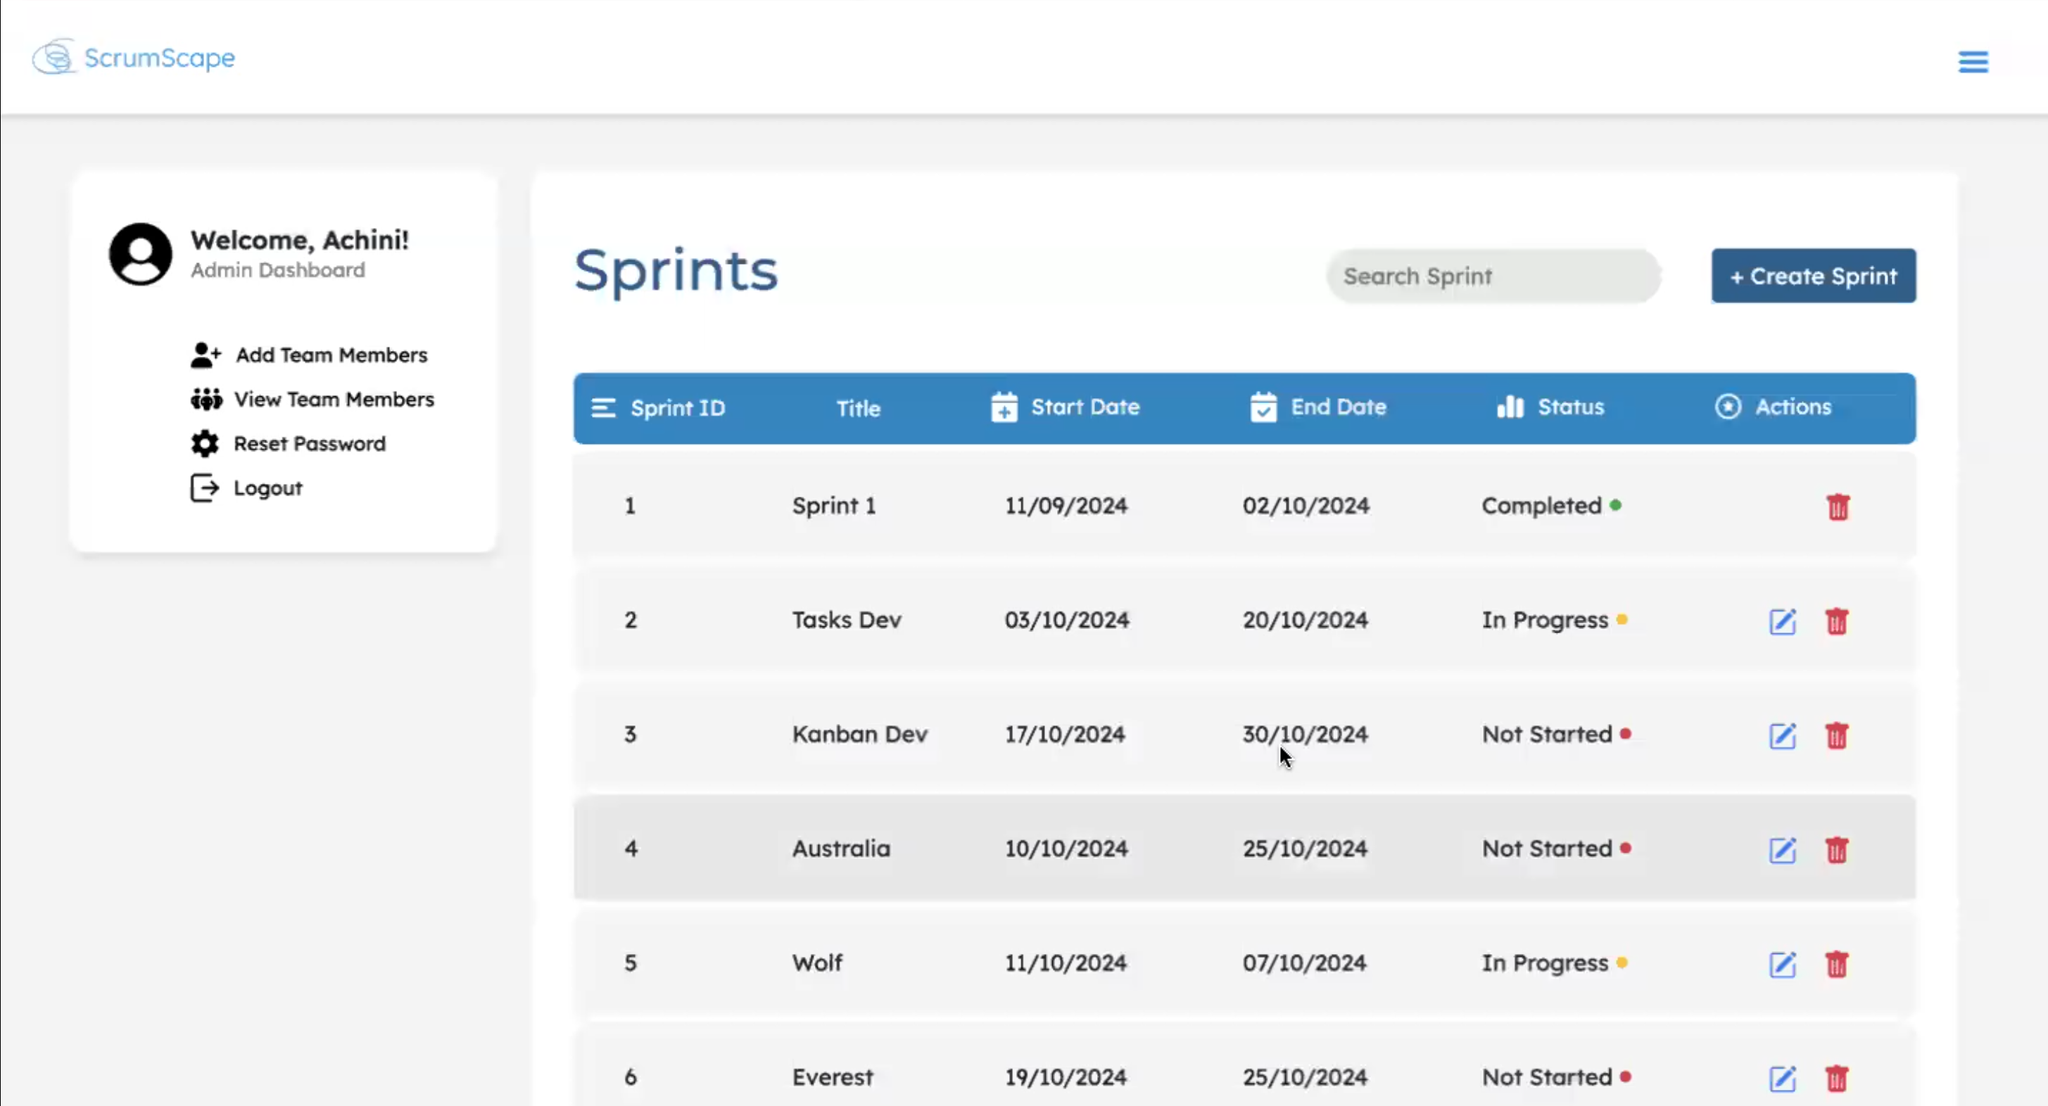 ScrumScape
Welcome, Achini!
Admin Dashboard
Add Team Members
View Team Members
Reset Password
Logout
Sprints
Search Sprint
+ Create Sprint
Sprint ID Title Start Date End Date Status Actions
1 Sprint 1 11/09/2024 02/10/2024 Completed
2 Tasks Dev 03/10/2024 20/10/2024 In Progress
3 Kanban Dev 17/10/2024 30/10/2024 Not Started
4 Australia 10/10/2024 25/10/2024 Not Started
5 Wolf 11/10/2024 07/10/2024 In Progress
6 Everest 19/10/2024 25/10/2024 Not Started